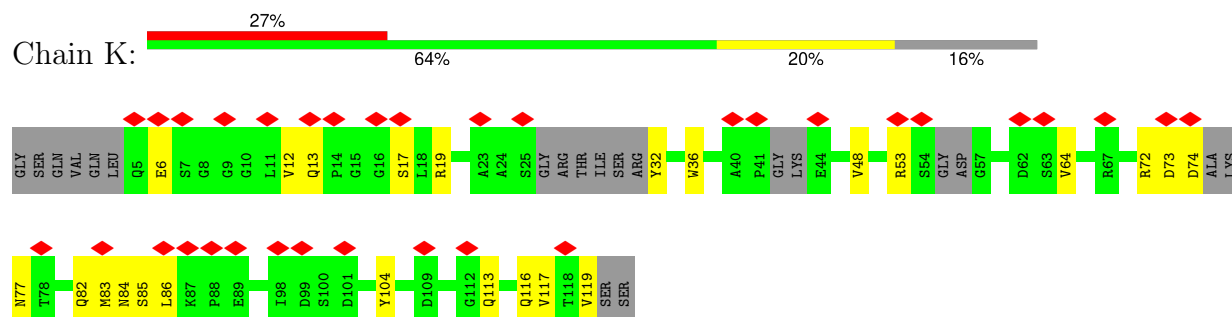 27%
Chain K:
64% 20% 16%
GLY SER GLN VAL GLN LEU Q5 E6 S7 G8 G9 G10 L11 V12 Q13 P14 G15 G16 S17 L18 R19 A23 A24 S25 GLY ARG THR ILE SER ARG Y32 W36 A40 P41 GLY LYS E44 V48 R53 S54 GLY ASP G57 D62 S63 V64 R67 R72 D73 D74 ALA LYS
N77 T78 Q82 M83 N84 S85 L86 K87 P88 E89 I98 D99 S100 D101 Y104 D109 G112 Q113 Q116 V117 T118 V119 SER SER